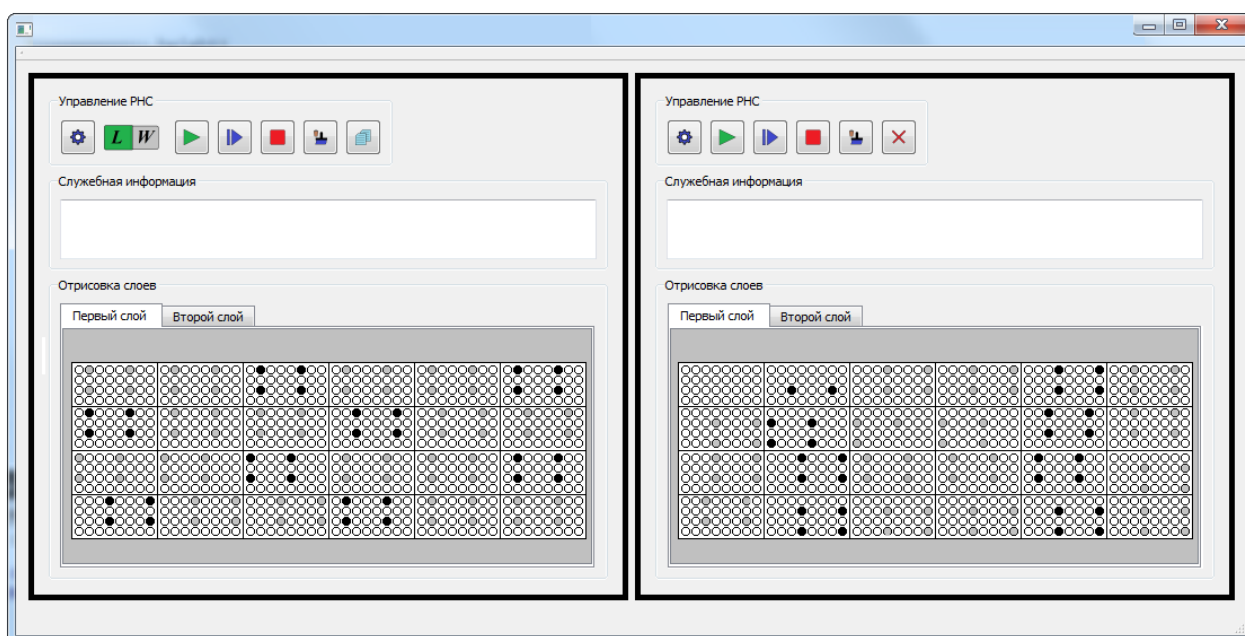 Управление РНС
L W
Служебная информация
Отрисовка слоев
Первый слой Второй слой
Управление РНС
Служебная информация
Отрисовка слоев
Первый слой Второй слой